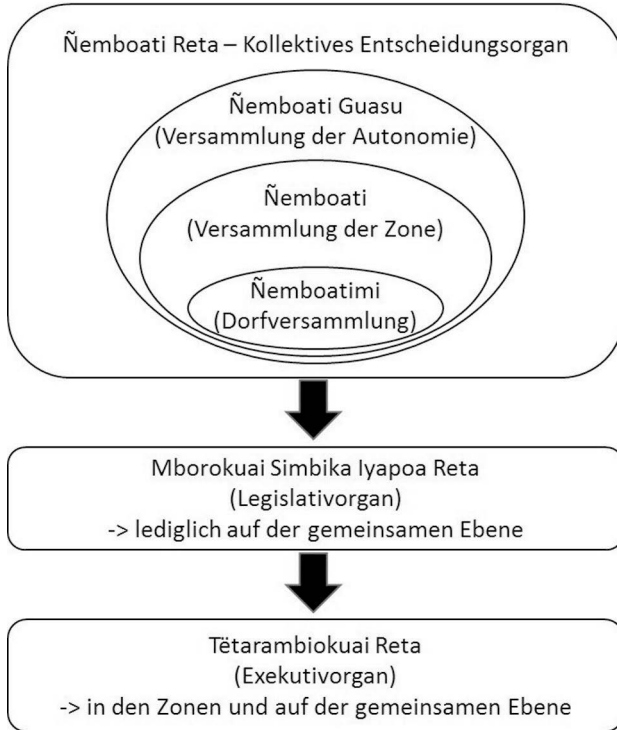 Ñemboati Reta – Kollektives Entscheidungsorgan
Ñemboati Guasu
(Versammlung der Autonomie)
Ñemboati
(Versammlung der Zone)
Ñemboatimi
(Dorfversammlung)
Mborokuai Simbika Iyapoa Reta
(Legislativorgan)
-> lediglich auf der gemeinsamen Ebene
Tëtarambiokuai Reta
(Exekutivorgan)
-> in den Zonen und auf der gemeinsamen Ebene